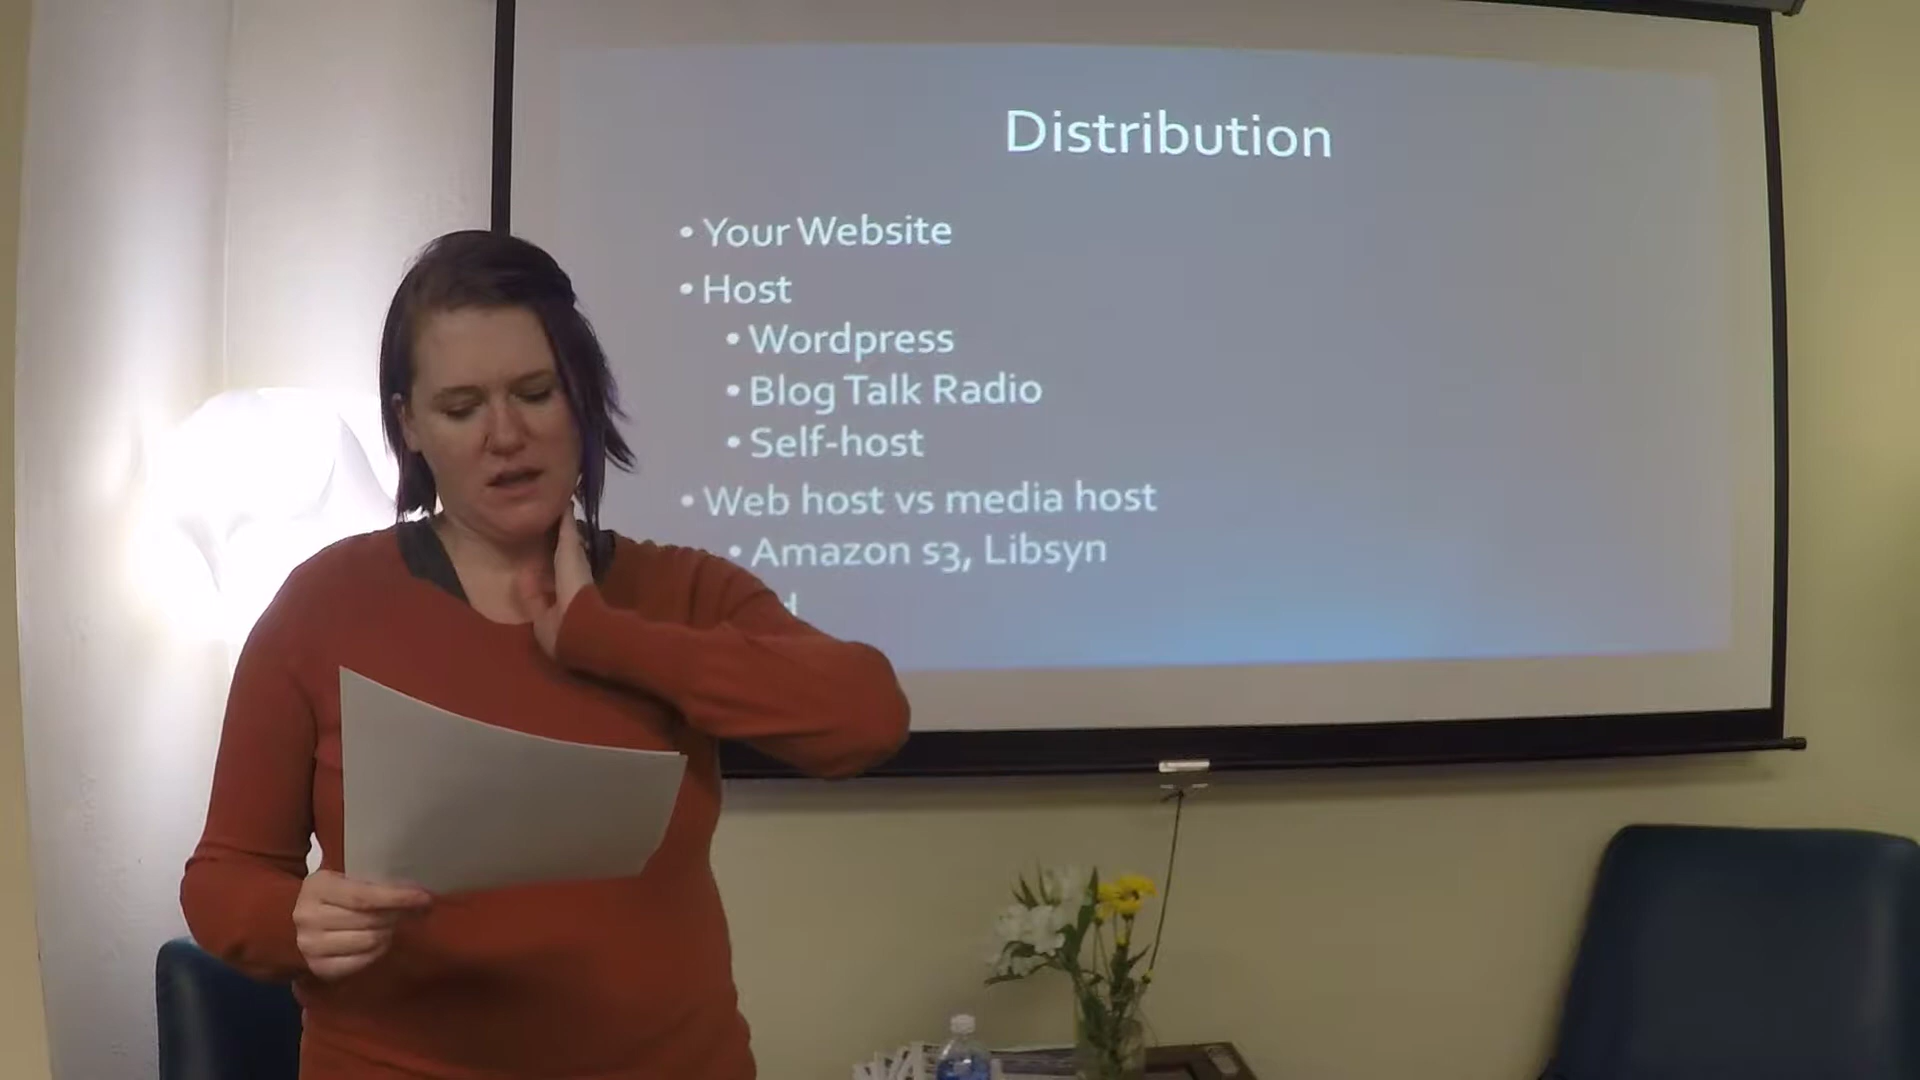 Distribution
• Your Website
• Host
• Wordpress
• Blog Talk Radio
• Self-host
• Web host vs media host
• Amazon s3, Libsyn